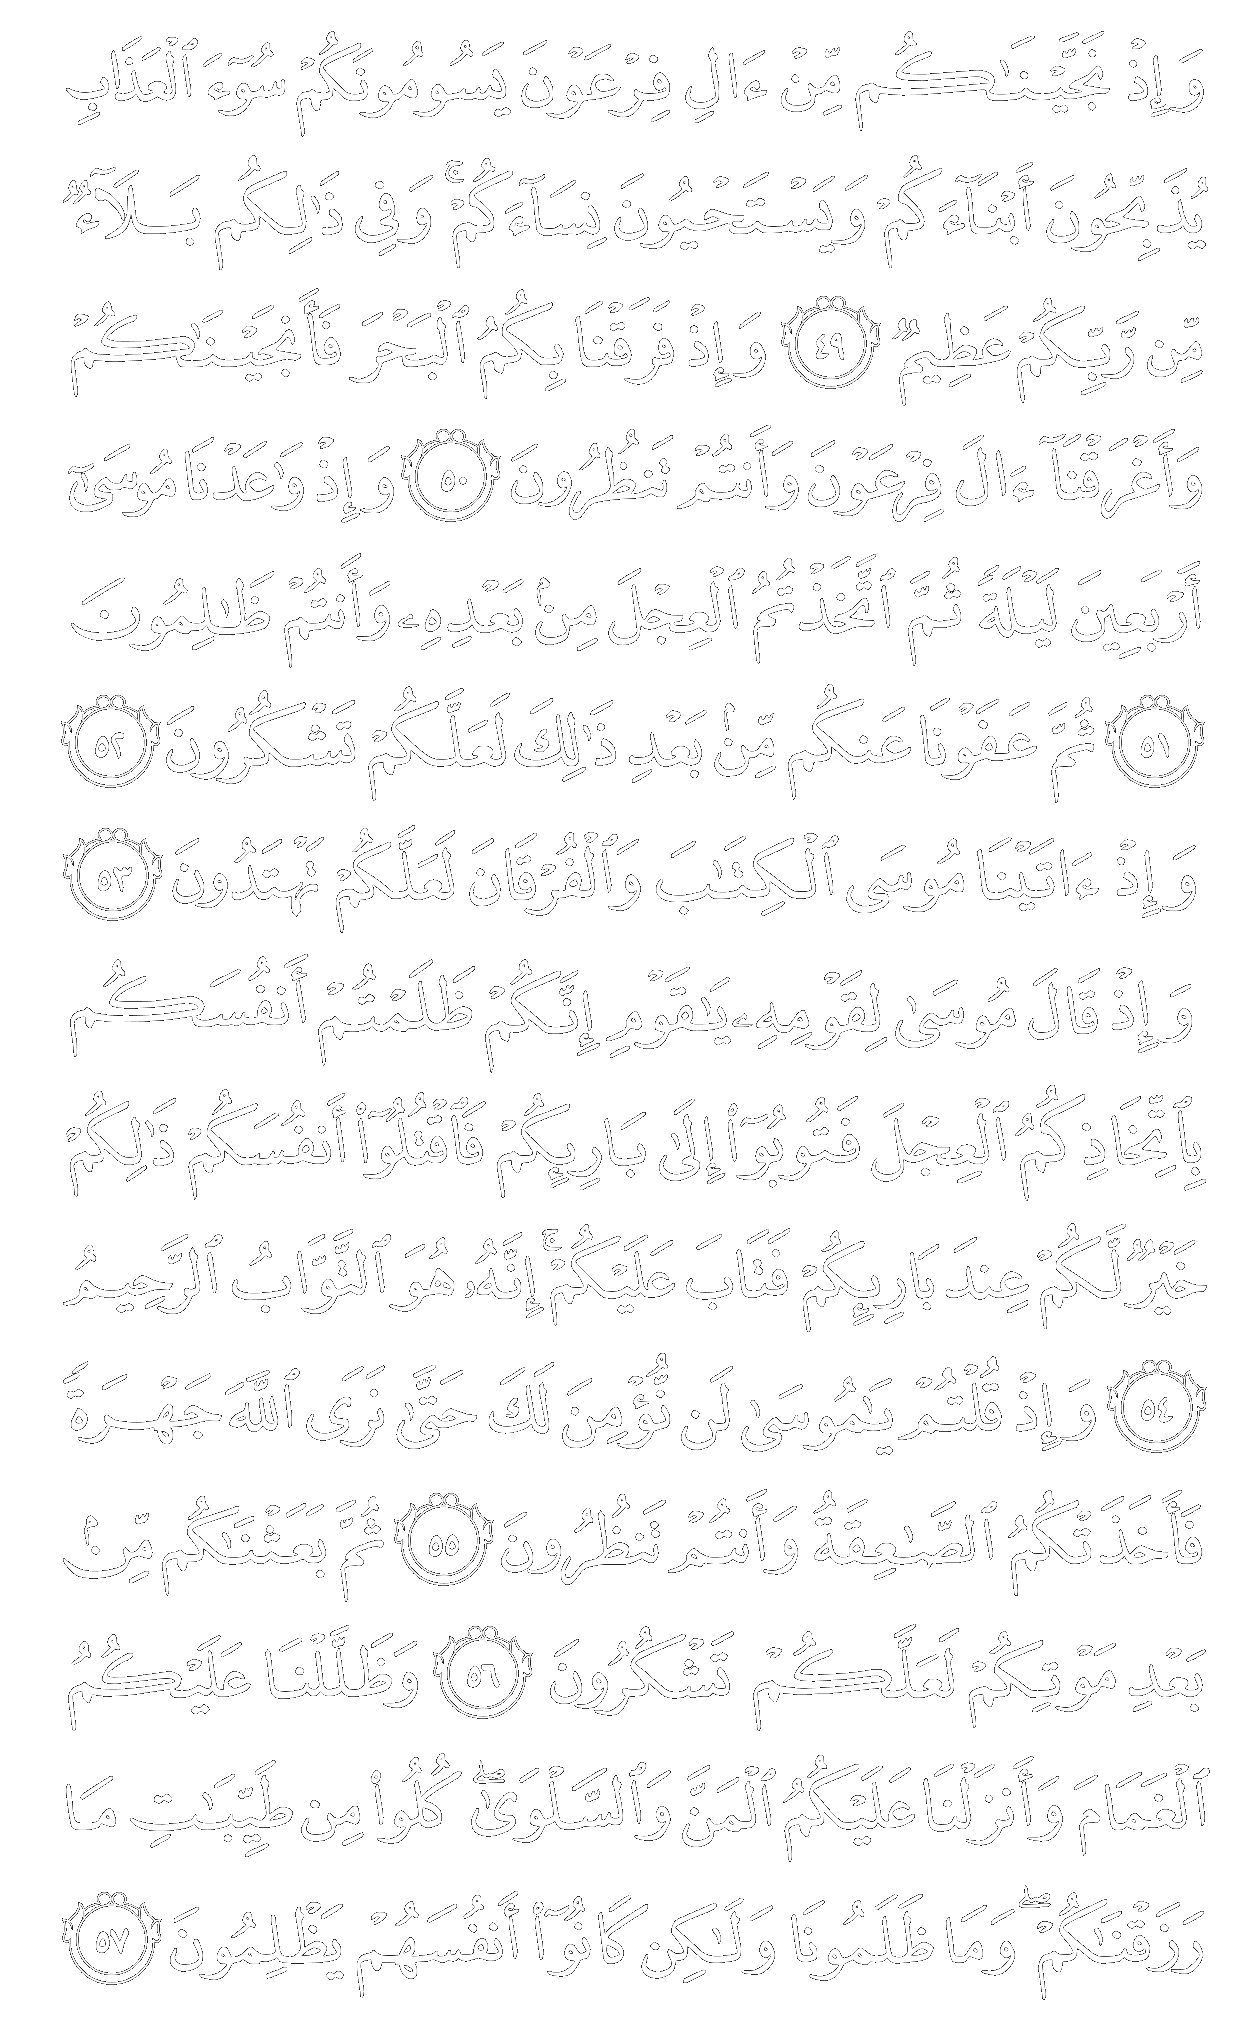 وَإِذْ نَجَّيْنَـٰكُم مِّنْ ءَالِ فِرْعَوْنَ يَسُومُونَكُمْ سُوٓءَ ٱلْعَذَابِ
يُذَبِّحُونَ أَبْنَآءَكُمْ وَيَسْتَحْيُونَ نِسَآءَكُمْ ۚ وَفِى ذَٰلِكُم بَلَآءٌ
مِّن رَّبِّكُمْ عَظِيمٌ ٤٩ وَإِذْ فَرَقْنَا بِكُمُ ٱلْبَحْرَ فَأَنجَيْنَـٰكُمْ
وَأَغْرَقْنَآ ءَالَ فِرْعَوْنَ وَأَنتُمْ تَنظُرُونَ ٥٠ وَإِذْ وَٰعَدْنَا مُوسَىٰٓ
أَرْبَعِينَ لَيْلَةً ثُمَّ ٱتَّخَذْتُمُ ٱلْعِجْلَ مِنۢ بَعْدِهِۦ وَأَنتُمْ ظَـٰلِمُونَ
٥١ ثُمَّ عَفَوْنَا عَنكُم مِّنۢ بَعْدِ ذَٰلِكَ لَعَلَّكُمْ تَشْكُرُونَ ٥٢
وَإِذْ ءَاتَيْنَا مُوسَى ٱلْكِتَـٰبَ وَٱلْفُرْقَانَ لَعَلَّكُمْ تَهْتَدُونَ ٥٣
وَإِذْ قَالَ مُوسَىٰ لِقَوْمِهِۦ يَـٰقَوْمِ إِنَّكُمْ ظَلَمْتُمْ أَنفُسَكُم
بِٱتِّخَاذِكُمُ ٱلْعِجْلَ فَتُوبُوٓا۟ إِلَىٰ بَارِئِكُمْ فَٱقْتُلُوٓا۟ أَنفُسَكُمْ ذَٰلِكُمْ
خَيْرٌ لَّكُمْ عِندَ بَارِئِكُمْ فَتَابَ عَلَيْكُمْ ۚ إِنَّهُۥ هُوَ ٱلتَّوَّابُ ٱلرَّحِيمُ
٥٤ وَإِذْ قُلْتُمْ يَـٰمُوسَىٰ لَن نُّؤْمِنَ لَكَ حَتَّىٰ نَرَى ٱللَّهَ جَهْرَةً
فَأَخَذَتْكُمُ ٱلصَّـٰعِقَةُ وَأَنتُمْ تَنظُرُونَ ٥٥ ثُمَّ بَعَثْنَـٰكُم مِّنۢ
بَعْدِ مَوْتِكُمْ لَعَلَّكُمْ تَشْكُرُونَ ٥٦ وَظَلَّلْنَا عَلَيْكُمُ
ٱلْغَمَامَ وَأَنزَلْنَا عَلَيْكُمُ ٱلْمَنَّ وَٱلسَّلْوَىٰ ۖ كُلُوا۟ مِن طَيِّبَـٰتِ مَا
رَزَقْنَـٰكُمْ ۖ وَمَا ظَلَمُونَا وَلَـٰكِن كَانُوٓا۟ أَنفُسَهُمْ يَظْلِمُونَ ٥٧